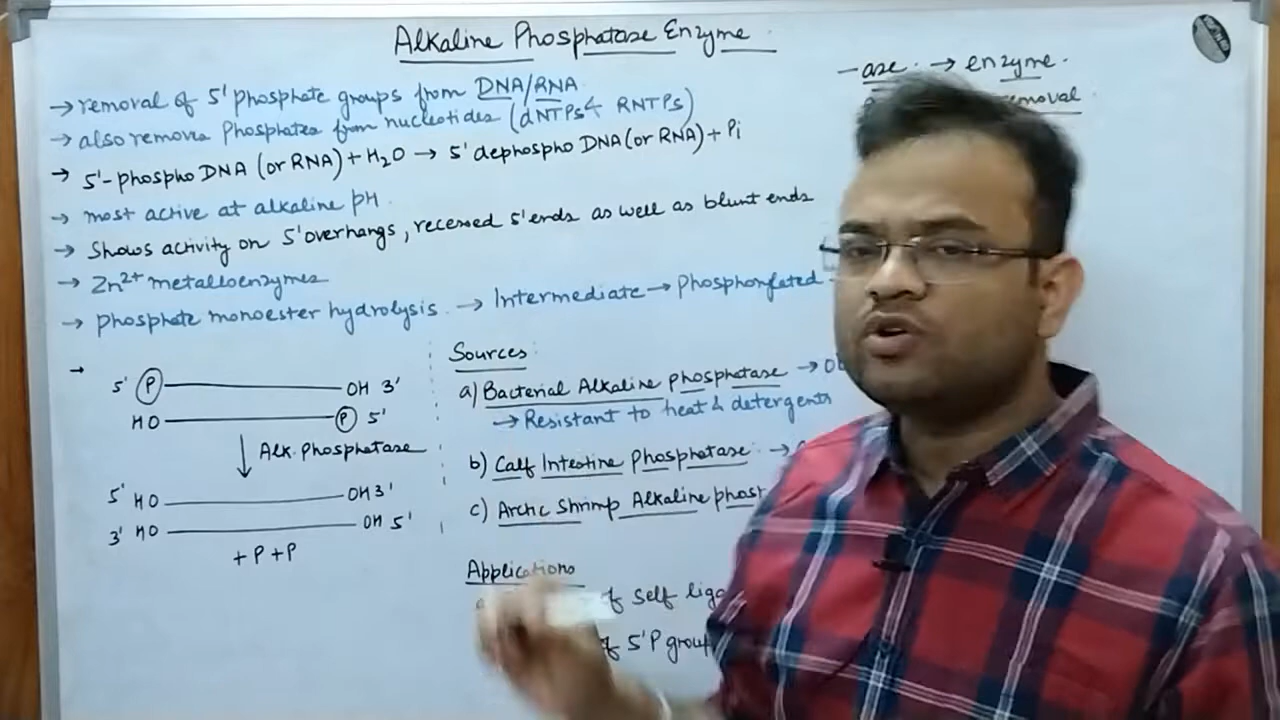 Alkaline Phosphatase Enzyme
-ase → enzyme.
emoval
→ removal of 5' phosphate groups from DNA/RNA
→ also removes Phosphates from nucleotides (dNTPs & RNTPs)
→ 5'-phospho DNA (or RNA) + H2O → 5' dephospho DNA (or RNA) + Pi
→ most active at alkaline pH.
→ Shows activity on 5' overhangs, recessed 5' ends as well as blunt ends
→ Zn2+ metalloenzymes
→ Phosphate monoester hydrolysis. → Intermediate → Phosphorylated
→
5' P OH 3'
HO P 5'
Alk. Phosphatase
5' HO OH 3'
3' HO OH 5'
+ P + P
Sources:
a) Bacterial Alkaline Phosphatase →
→ Resistant to heat & detergents
b) Calf Intestine Phosphatase →
c) Arctic Shrimp Alkaline phost
Applications
of self liga
of 5' P group